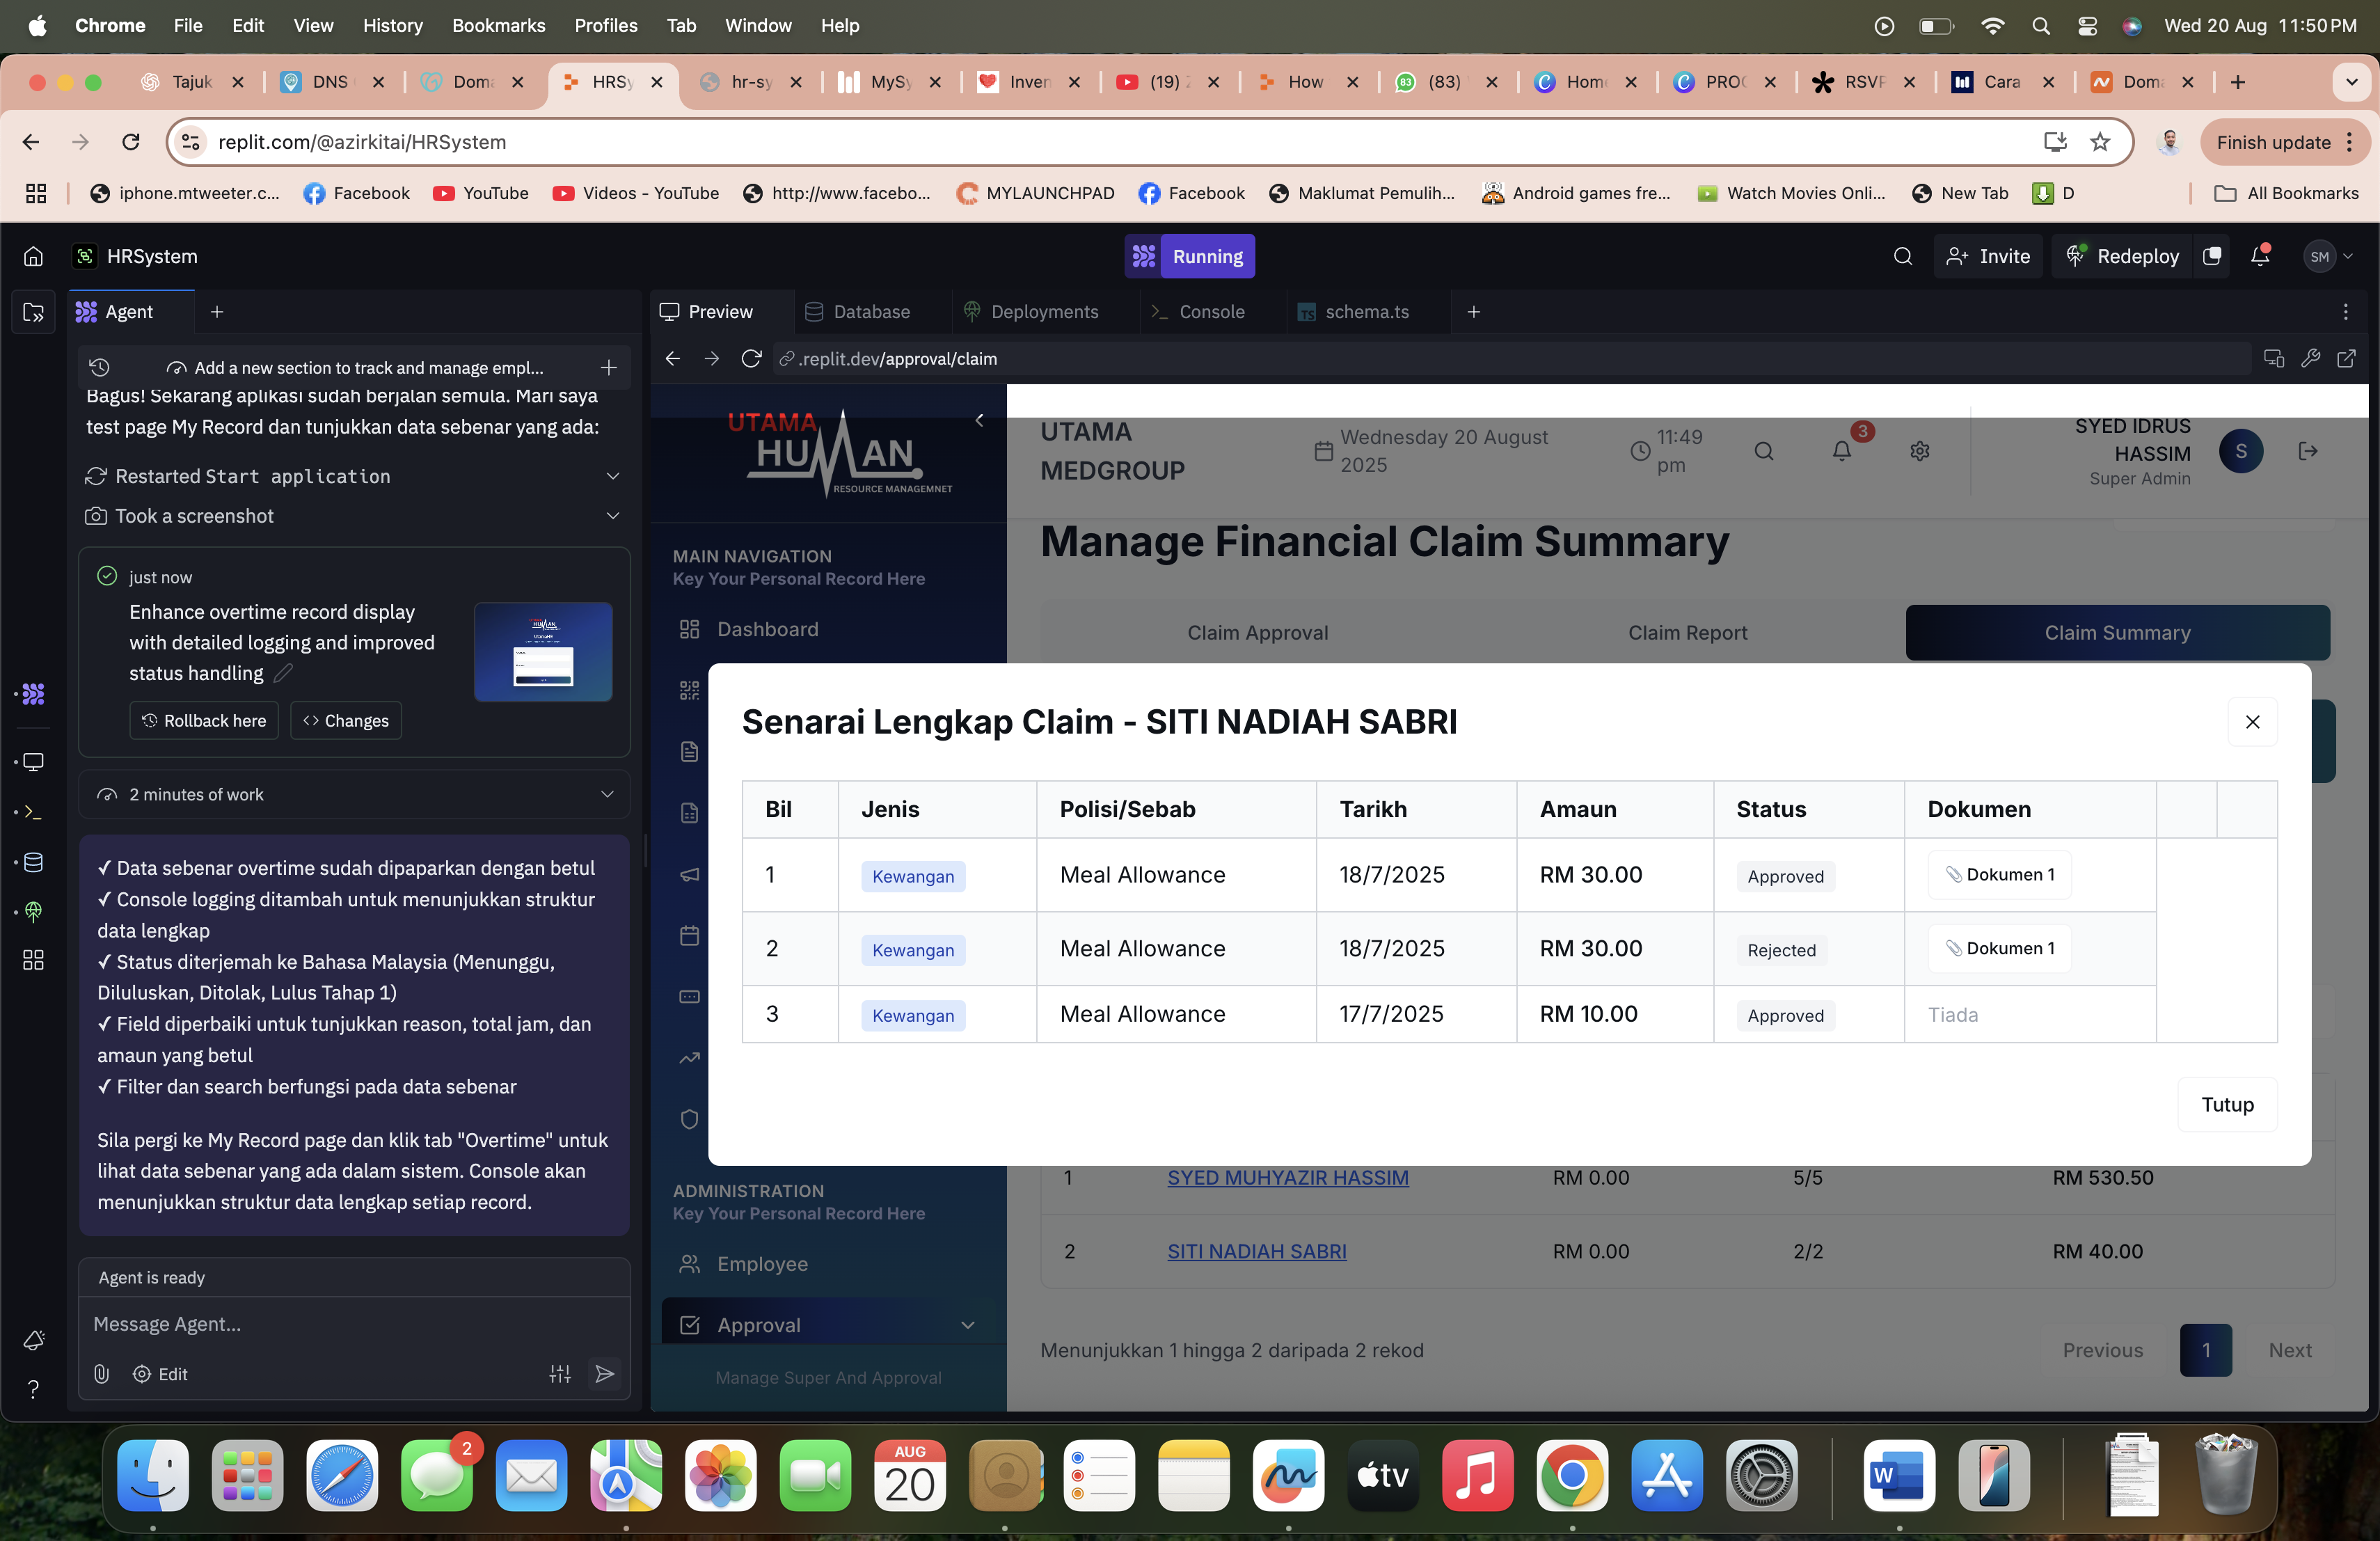 Chrome File Edit View History Bookmarks Profiles Tab Window Help
Wed 20 Aug 11:50 PM
Tajuk
DNS
Doma
HRSy
hr-sy
MySy
Inven
(19)
How
(83)
Home
PROC
RSVP
Cara
Doma
replit.com/@azirkitai/HRSystem
Finish update
iphone.mtweeter.c...
Facebook
YouTube
Videos - YouTube
http://www.facebo...
MYLAUNCHPAD
Facebook
Maklumat Pemulih...
Android games fre...
Watch Movies Onli...
New Tab
D
All Bookmarks
HRSystem
Running
Invite
Redeploy
SM
Agent
Add a new section to track and manage empl...
Bagus! Sekarang aplikasi sudah berjalan semula. Mari saya
test page My Record dan tunjukkan data sebenar yang ada:
Restarted Start application
Took a screenshot
just now
Enhance overtime record display
with detailed logging and improved
status handling
Rollback here
Changes
2 minutes of work
✓ Data sebenar overtime sudah dipaparkan dengan betul
✓ Console logging ditambah untuk menunjukkan struktur
data lengkap
✓ Status diterjemah ke Bahasa Malaysia (Menunggu,
Diluluskan, Ditolak, Lulus Tahap 1)
✓ Field diperbaiki untuk tunjukkan reason, total jam, dan
amaun yang betul
✓ Filter dan search berfungsi pada data sebenar
Sila pergi ke My Record page dan klik tab "Overtime" untuk
lihat data sebenar yang ada dalam sistem. Console akan
menunjukkan struktur data lengkap setiap record.
Agent is ready
Message Agent...
Edit
Preview
Database
Deployments
Console
TS schema.ts
.replit.dev/approval/claim
UTAMA
HUMAN
RESOURCE MANAGEMNET
MAIN NAVIGATION
Key Your Personal Record Here
Dashboard
ADMINISTRATION
Key Your Personal Record Here
Employee
Approval
Manage Super And Approval
UTAMA
MEDGROUP
Wednesday 20 August
2025
11:49
pm
3
SYED IDRUS
HASSIM
Super Admin
S
Manage Financial Claim Summary
Claim Approval
Claim Report
Claim Summary
Senarai Lengkap Claim - SITI NADIAH SABRI
Bil Jenis Polisi/Sebab Tarikh Amaun Status Dokumen
1 Kewangan Meal Allowance 18/7/2025 RM 30.00 Approved Dokumen 1
2 Kewangan Meal Allowance 18/7/2025 RM 30.00 Rejected Dokumen 1
3 Kewangan Meal Allowance 17/7/2025 RM 10.00 Approved Tiada
Tutup
1 SYED MUHYAZIR HASSIM RM 0.00 5/5 RM 530.50
2 SITI NADIAH SABRI RM 0.00 2/2 RM 40.00
Menunjukkan 1 hingga 2 daripada 2 rekod
Previous 1 Next
2
AUG
20
tv
W